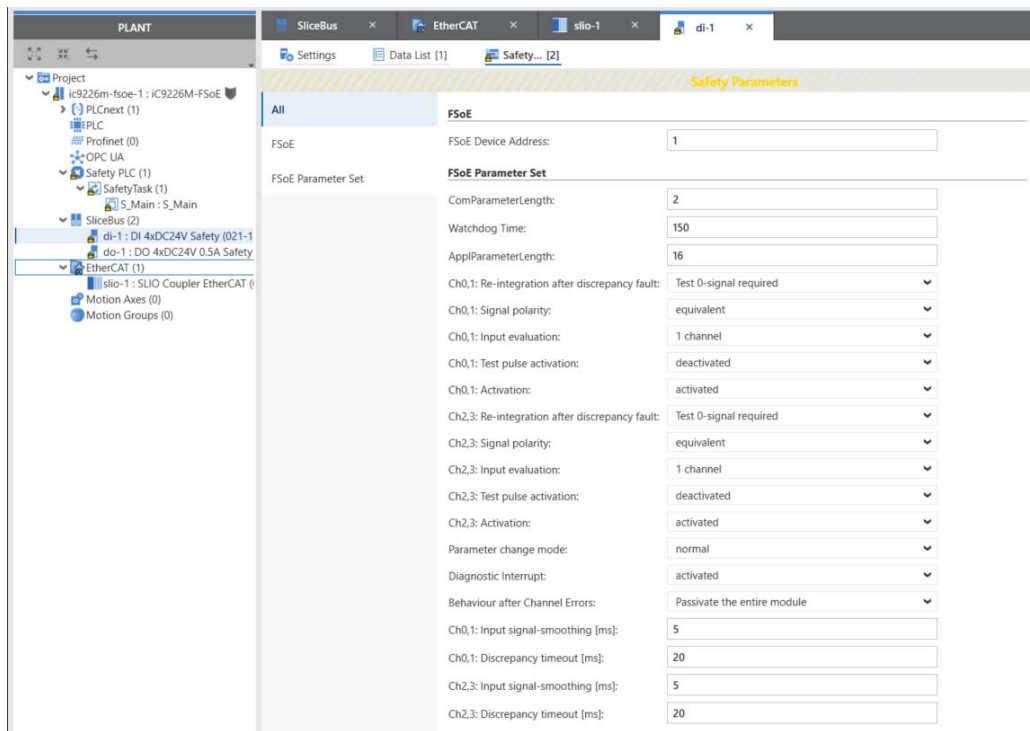 PLANT
SliceBus
EtherCAT
slio-1
di-1
Settings
Data List [1]
Safety... [2]
Project
ic9226m-fsoe-1 : iC9226M-FSoE
PLCnext (1)
PLC
Profinet (0)
OPC UA
Safety PLC (1)
SafetyTask (1)
S_Main : S_Main
SliceBus (2)
di-1 : DI 4xDC24V Safety (021-1
do-1 : DO 4xDC24V 0.5A Safety
EtherCAT (1)
slio-1 : SLIO Coupler EtherCAT (
Motion Axes (0)
Motion Groups (0)
Safety Parameters
All
FSoE
FSoE Parameter Set
FSoE
FSoE Device Address: 1
FSoE Parameter Set
ComParameterLength: 2
Watchdog Time: 150
ApplParameterLength: 16
Ch0,1: Re-integration after discrepancy fault: Test 0-signal required
Ch0,1: Signal polarity: equivalent
Ch0,1: Input evaluation: 1 channel
Ch0,1: Test pulse activation: deactivated
Ch0,1: Activation: activated
Ch2,3: Re-integration after discrepancy fault: Test 0-signal required
Ch2,3: Signal polarity: equivalent
Ch2,3: Input evaluation: 1 channel
Ch2,3: Test pulse activation: deactivated
Ch2,3: Activation: activated
Parameter change mode: normal
Diagnostic Interrupt: activated
Behaviour after Channel Errors: Passivate the entire module
Ch0,1: Input signal-smoothing [ms]: 5
Ch0,1: Discrepancy timeout [ms]: 20
Ch2,3: Input signal-smoothing [ms]: 5
Ch2,3: Discrepancy timeout [ms]: 20